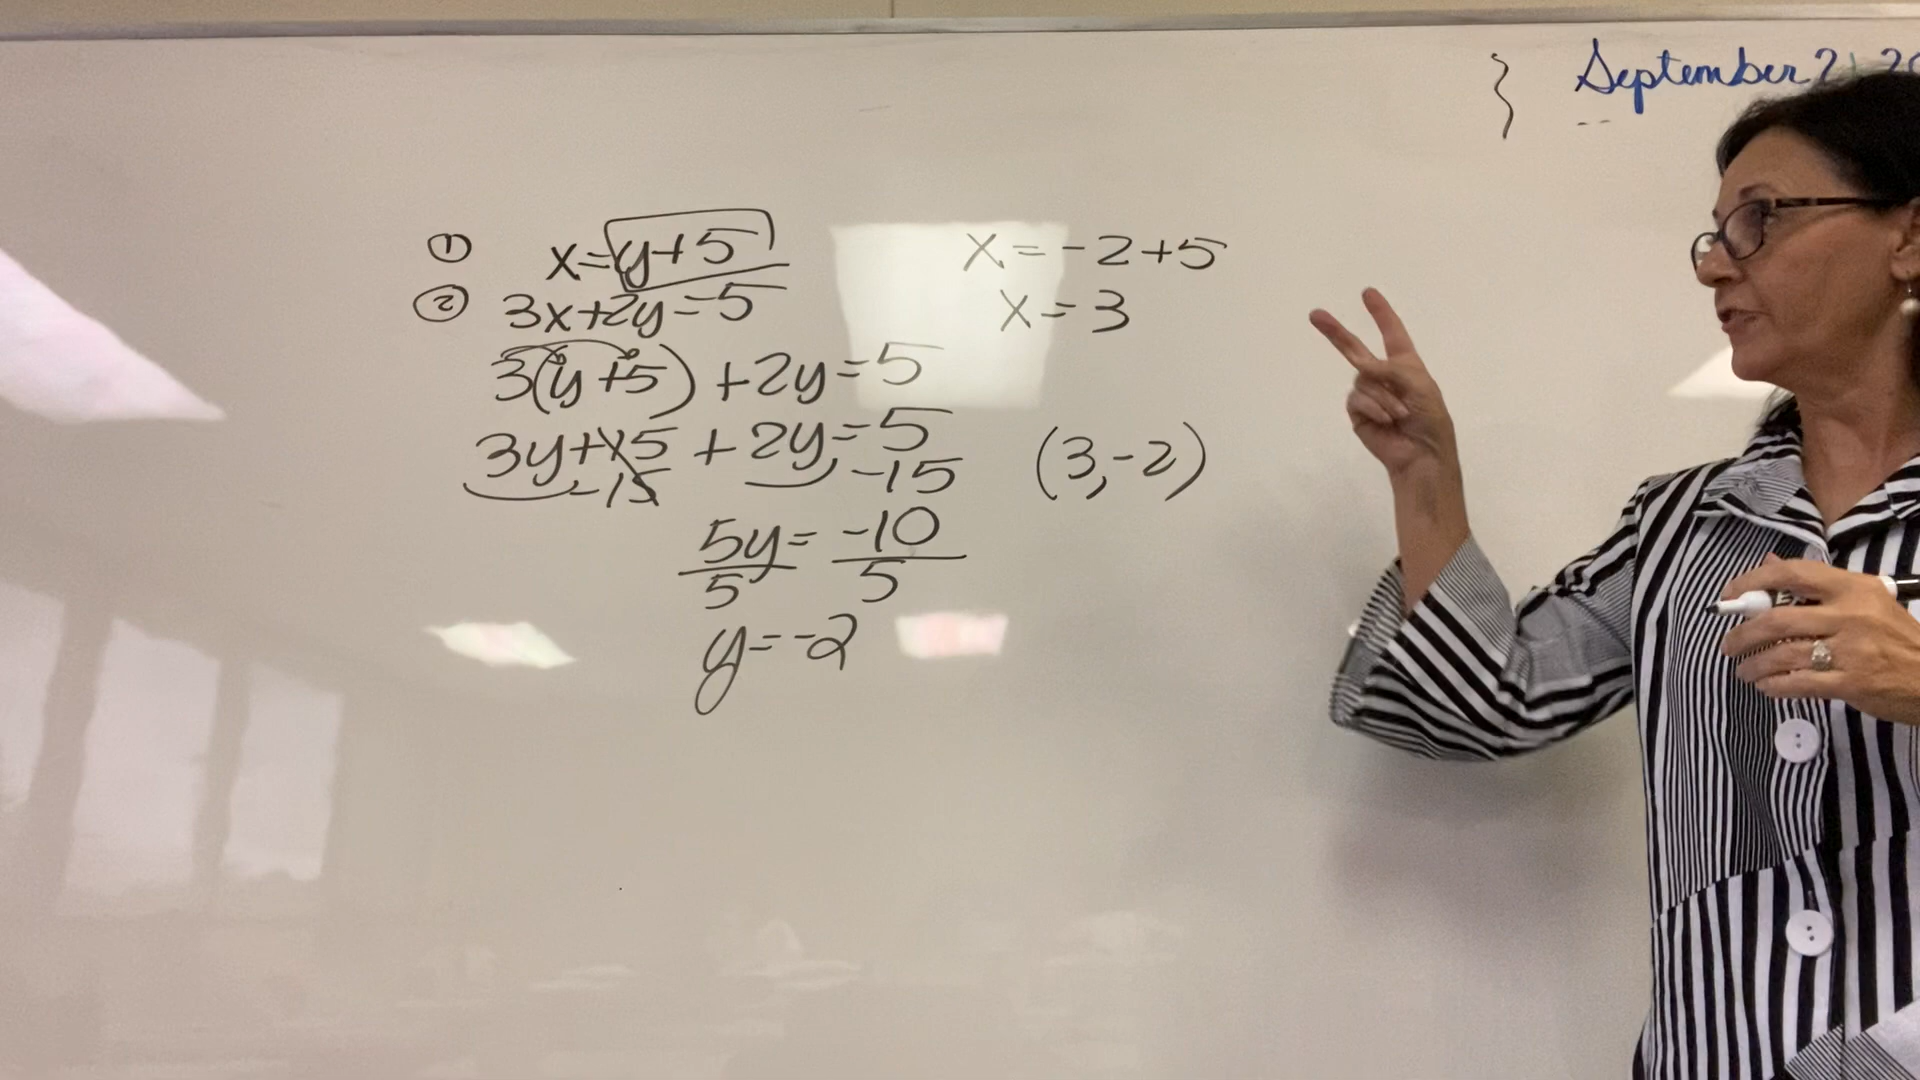 September
① x=y+5
② 3x+2y=5
3(y+5)+2y=5
3y+15+2y=5
-15 -15
5y=-10
5 5
y=-2
x=-2+5
x=3
(3,-2)